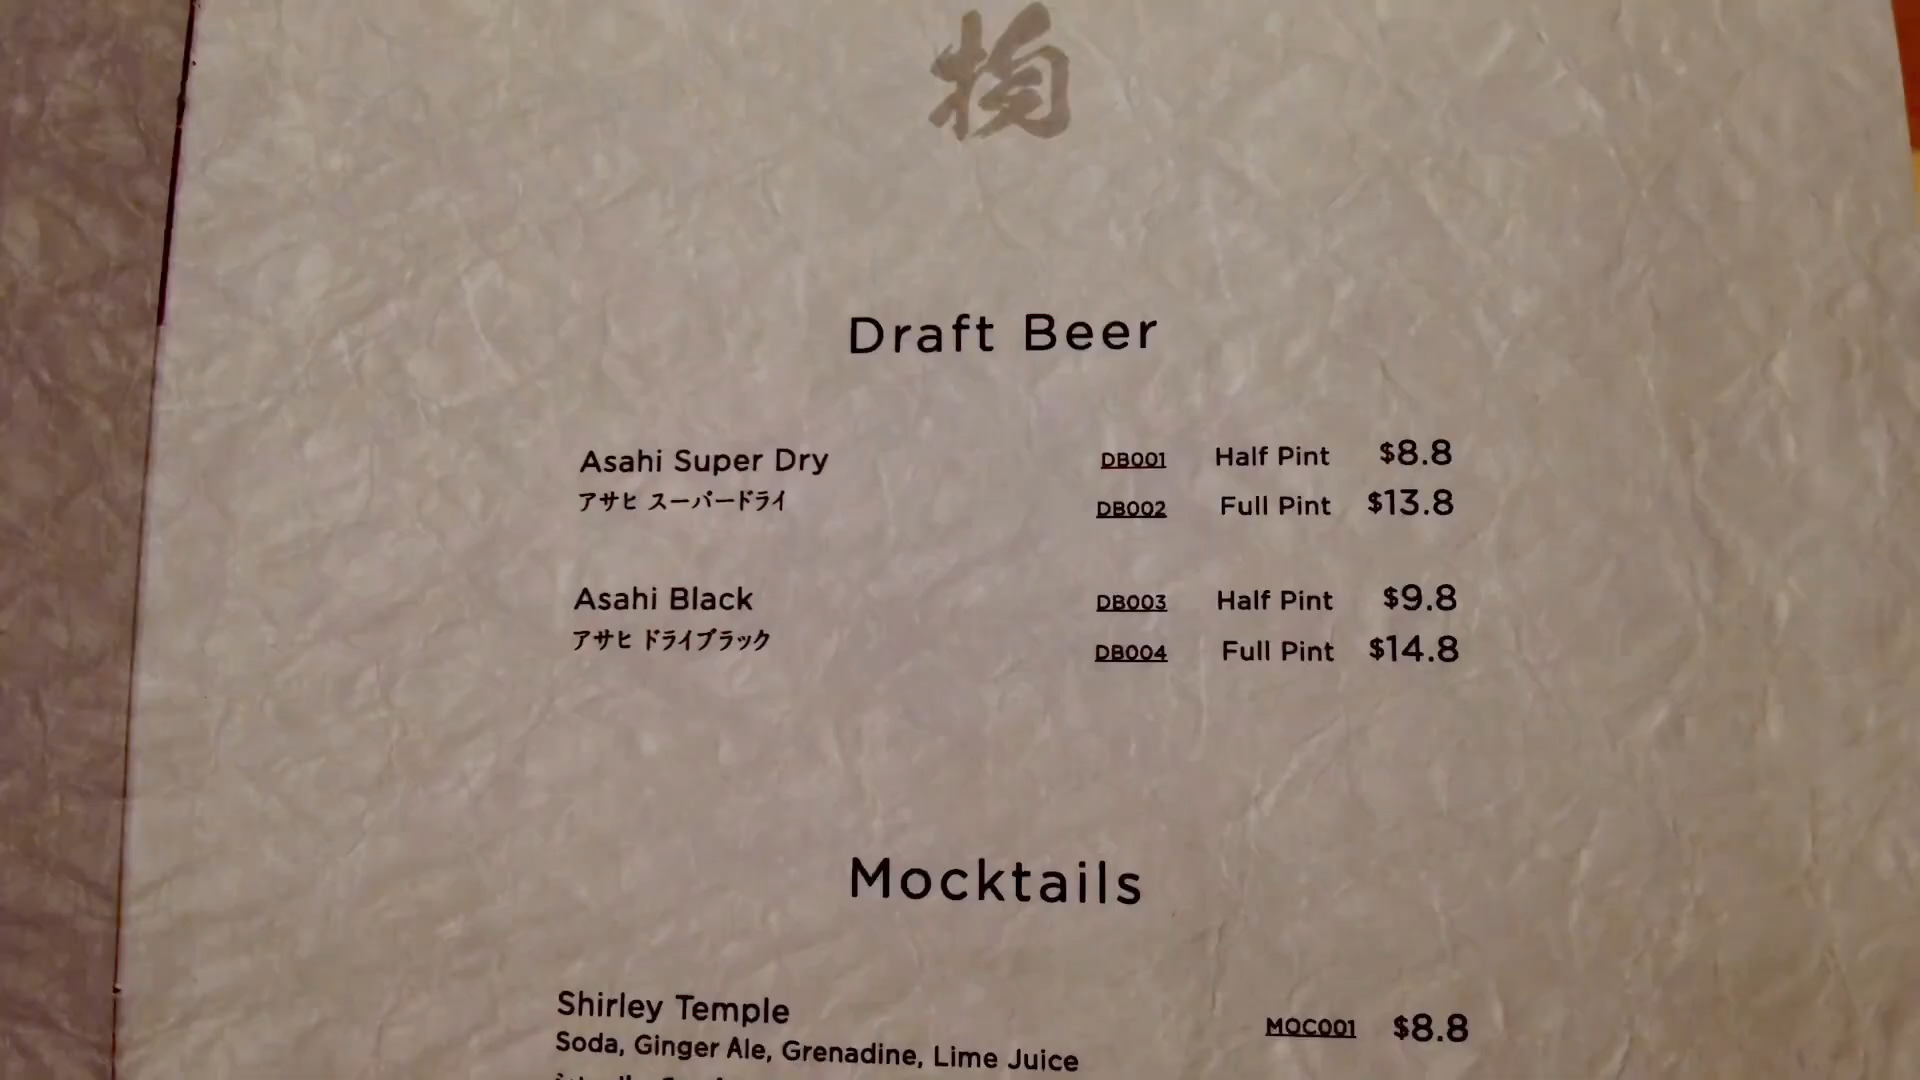 Draft Beer
Asahi Super Dry DB001 Half Pint $8.8
アサヒ スーパードライ DB002 Full Pint $13.8
Asahi Black DB003 Half Pint $9.8
アサヒ ドライブラック DB004 Full Pint $14.8
Mocktails
Shirley Temple MOC001 $8.8
Soda, Ginger Ale, Grenadine, Lime Juice